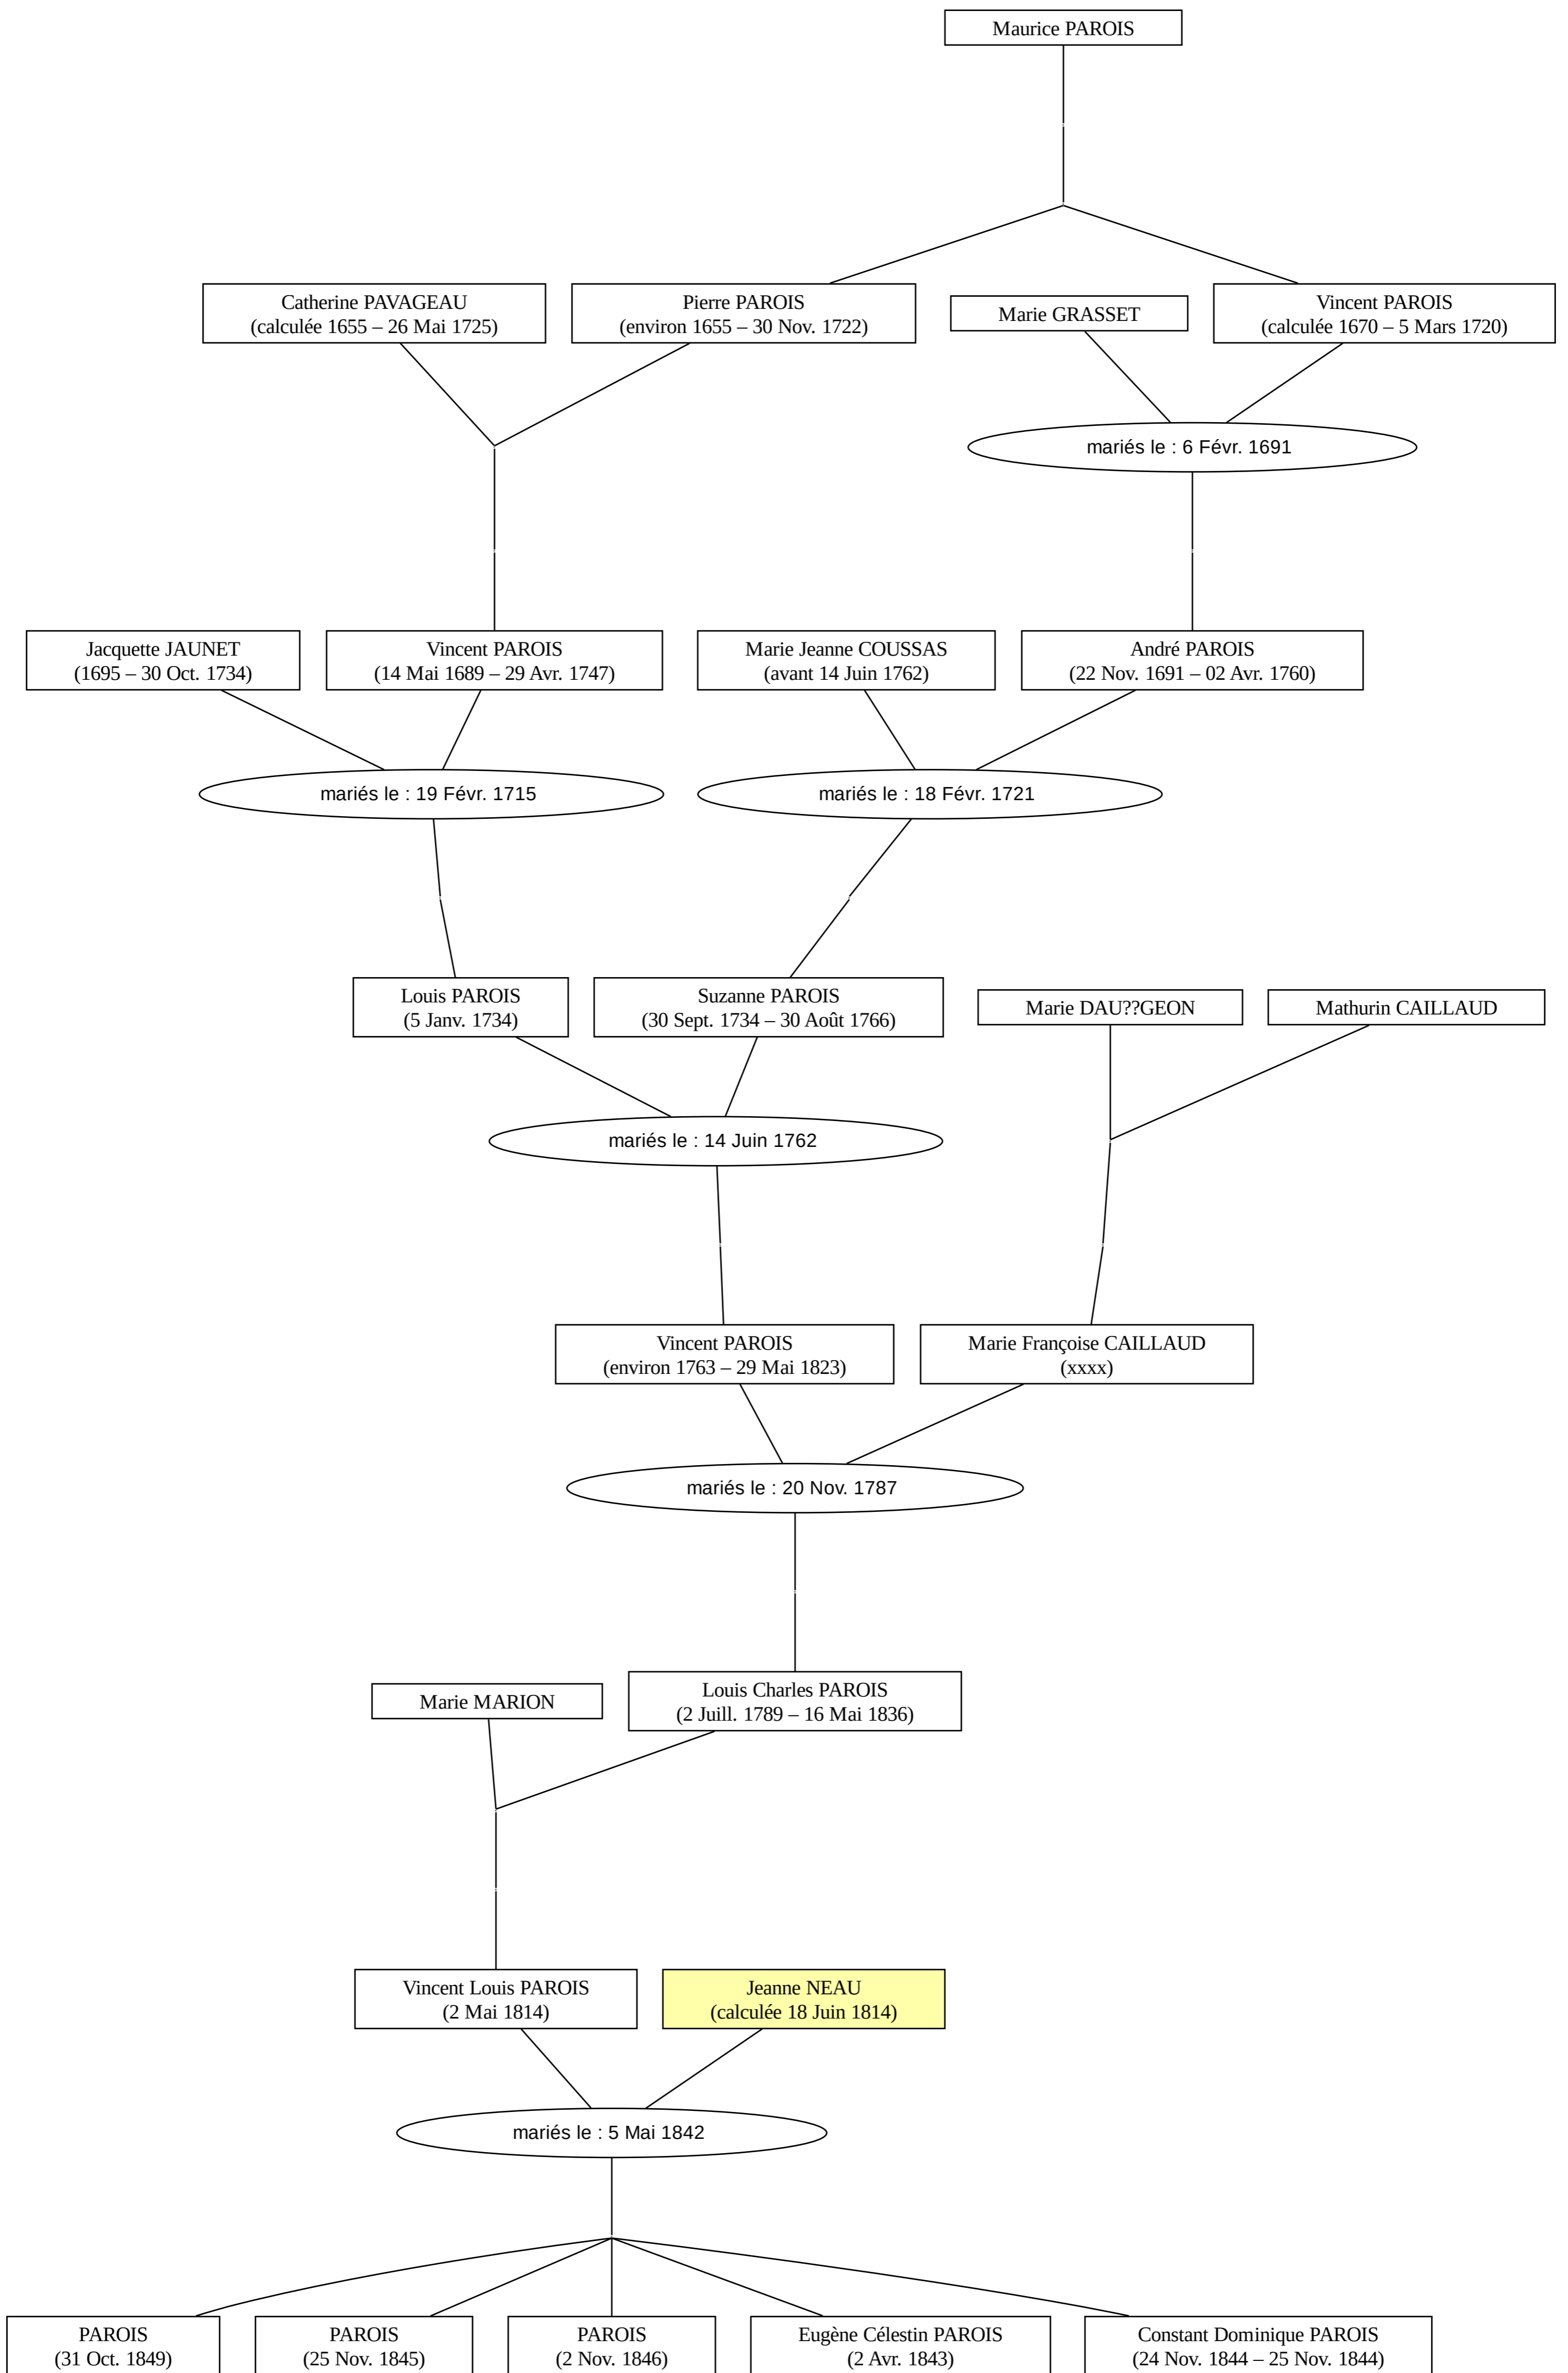 Maurice PAROIS
Catherine PAVAGEAU
(calculée 1655 – 26 Mai 1725)
Pierre PAROIS
(environ 1655 – 30 Nov. 1722)
Marie GRASSET
Vincent PAROIS
(calculée 1670 – 5 Mars 1720)
mariés le : 6 Févr. 1691
Jacquette JAUNET
(1695 – 30 Oct. 1734)
Vincent PAROIS
(14 Mai 1689 – 29 Avr. 1747)
Marie Jeanne COUSSAS
(avant 14 Juin 1762)
André PAROIS
(22 Nov. 1691 – 02 Avr. 1760)
mariés le : 19 Févr. 1715
mariés le : 18 Févr. 1721
Louis PAROIS
(5 Janv. 1734)
Suzanne PAROIS
(30 Sept. 1734 – 30 Août 1766)
Marie DAU??GEON
Mathurin CAILLAUD
mariés le : 14 Juin 1762
Vincent PAROIS
(environ 1763 – 29 Mai 1823)
Marie Françoise CAILLAUD
(xxxx)
mariés le : 20 Nov. 1787
Marie MARION
Louis Charles PAROIS
(2 Juill. 1789 – 16 Mai 1836)
Vincent Louis PAROIS
(2 Mai 1814)
Jeanne NEAU
(calculée 18 Juin 1814)
mariés le : 5 Mai 1842
PAROIS
(31 Oct. 1849)
PAROIS
(25 Nov. 1845)
PAROIS
(2 Nov. 1846)
Eugène Célestin PAROIS
(2 Avr. 1843)
Constant Dominique PAROIS
(24 Nov. 1844 – 25 Nov. 1844)